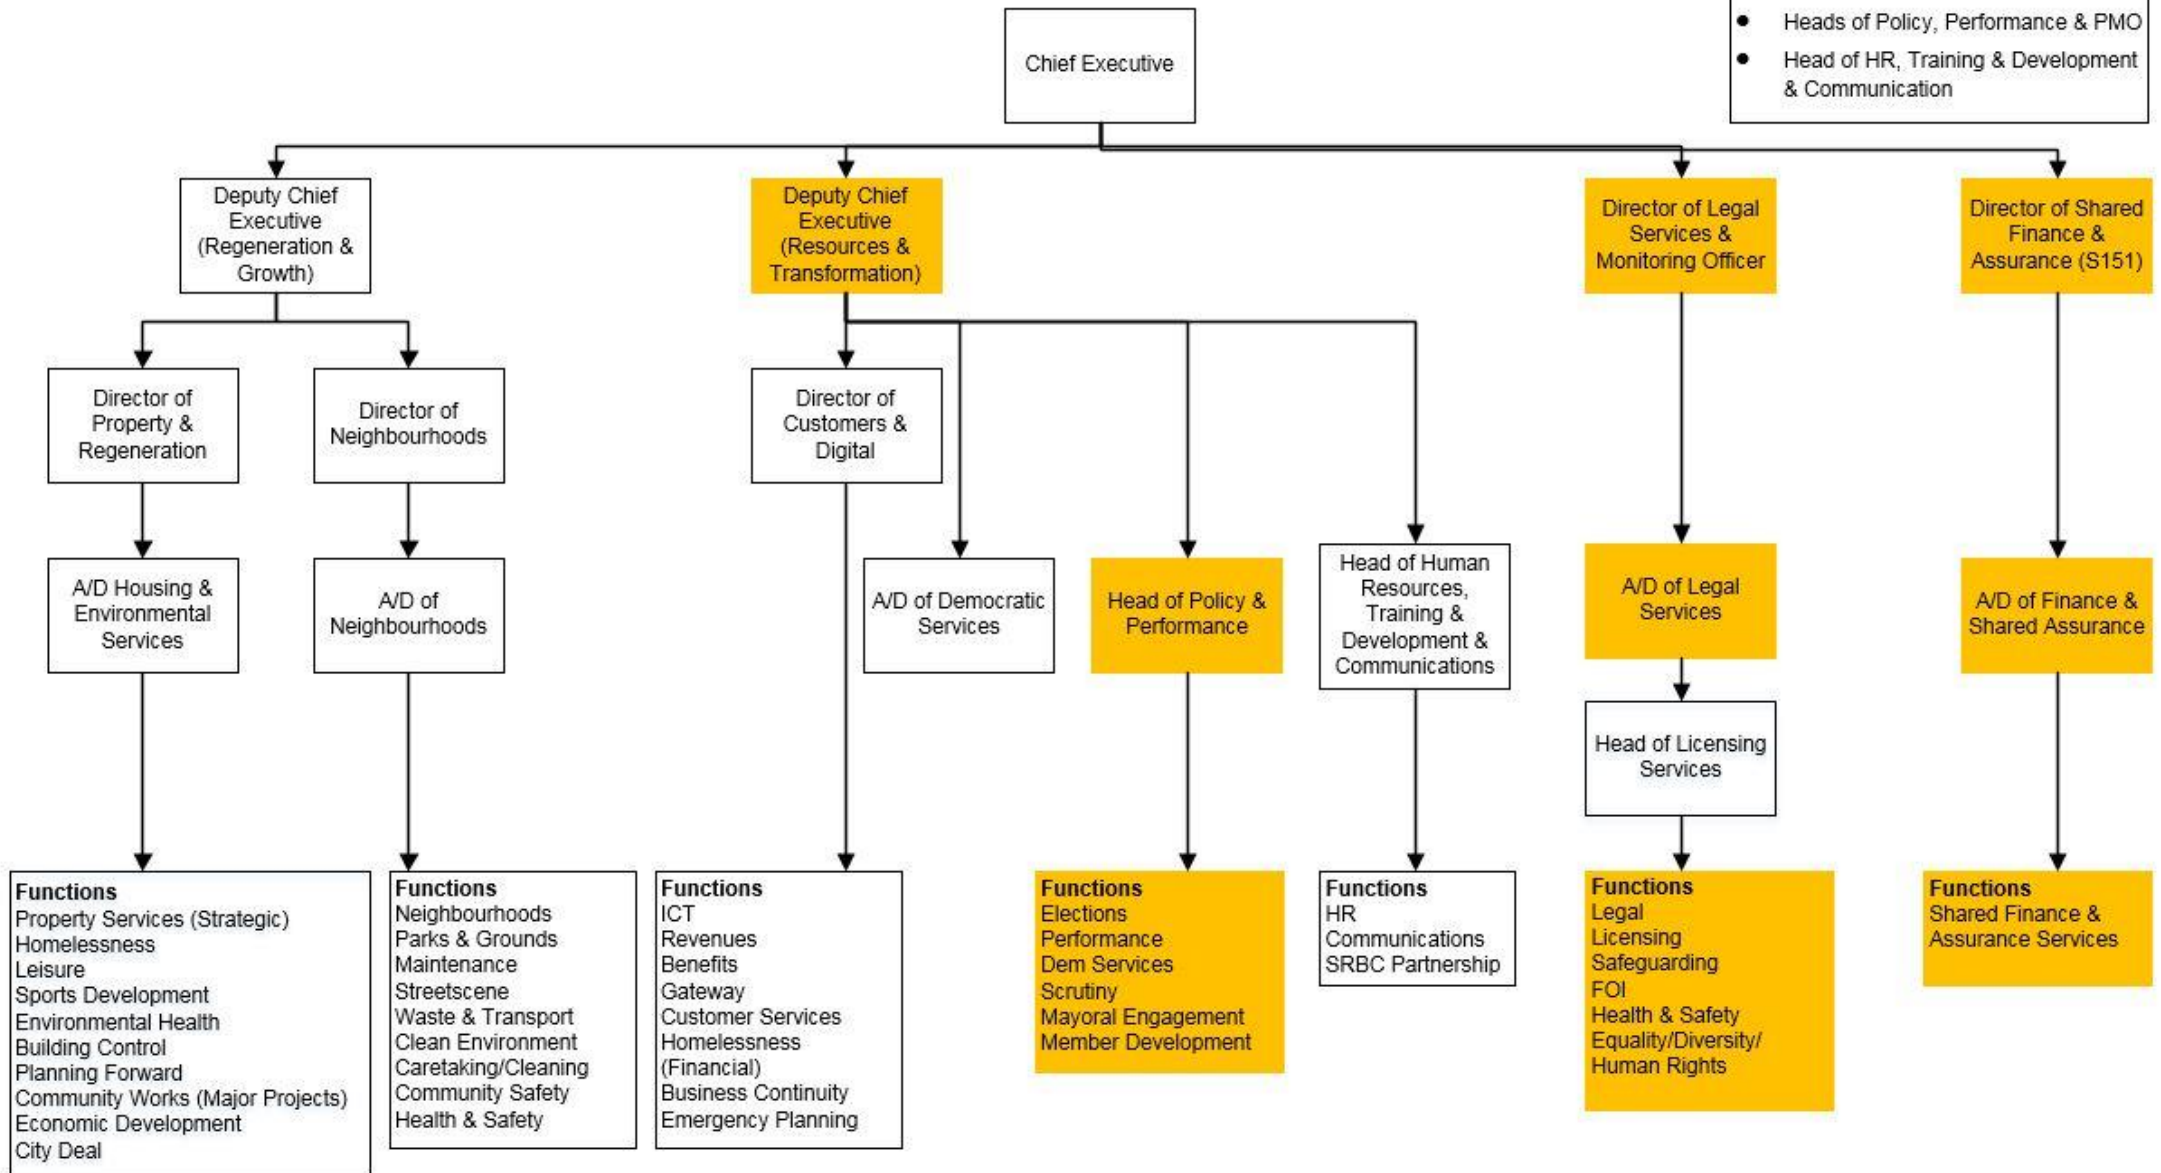 Chief Executive
Heads of Policy, Performance & PMO
Head of HR, Training & Development
& Communication
Deputy Chief
Executive
(Regeneration &
Growth)
Deputy Chief
Executive
(Resources &
Transformation)
Director of Legal
Services &
Monitoring Officer
Director of Shared
Finance &
Assurance (S151)
Director of
Property &
Regeneration
Director of
Neighbourhoods
Director of
Customers &
Digital
A/D Housing &
Environmental
Services
A/D of
Neighbourhoods
A/D of Democratic
Services
Head of Policy &
Performance
Head of Human
Resources,
Training &
Development &
Communications
A/D of Legal
Services
A/D of Finance &
Shared Assurance
Head of Licensing
Services
Functions
Property Services (Strategic)
Homelessness
Leisure
Sports Development
Environmental Health
Building Control
Planning Forward
Community Works (Major Projects)
Economic Development
City Deal
Functions
Neighbourhoods
Parks & Grounds
Maintenance
Streetscene
Waste & Transport
Clean Environment
Caretaking/Cleaning
Community Safety
Health & Safety
Functions
ICT
Revenues
Benefits
Gateway
Customer Services
Homelessness
(Financial)
Business Continuity
Emergency Planning
Functions
Elections
Performance
Dem Services
Scrutiny
Mayoral Engagement
Member Development
Functions
HR
Communications
SRBC Partnership
Functions
Legal
Licensing
Safeguarding
FOI
Health & Safety
Equality/Diversity/
Human Rights
Functions
Shared Finance &
Assurance Services